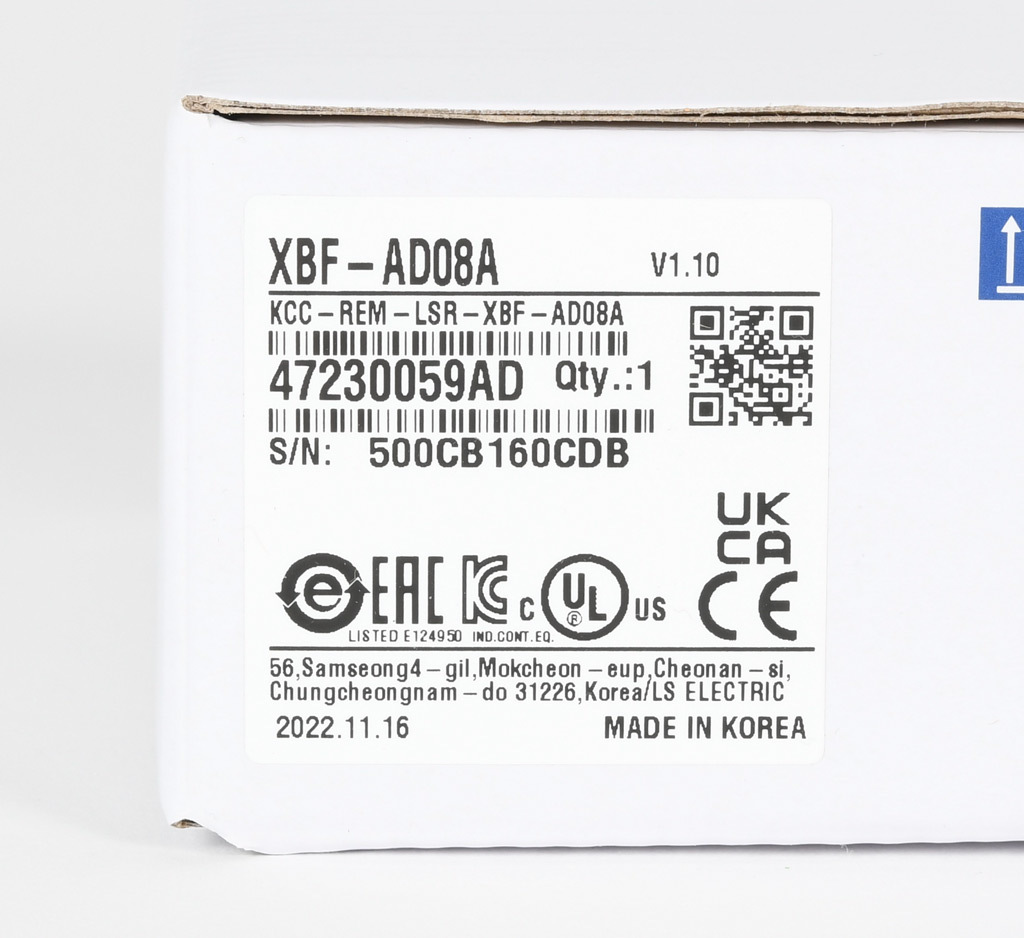 XBF-AD08A V1.10
KCC-REM-LSR-XBF-AD08A
47230059AD Qty.:1
S/N: 500CB160CDB
UK
CA
e EAC KC c UL ® US CE
LISTED E124950 IND.CONT.EQ.
56,Samseong4-gil,Mokcheon-eup,Cheonan-si,
Chungcheongnam-do 31226,Korea/LS ELECTRIC
2022.11.16 MADE IN KOREA